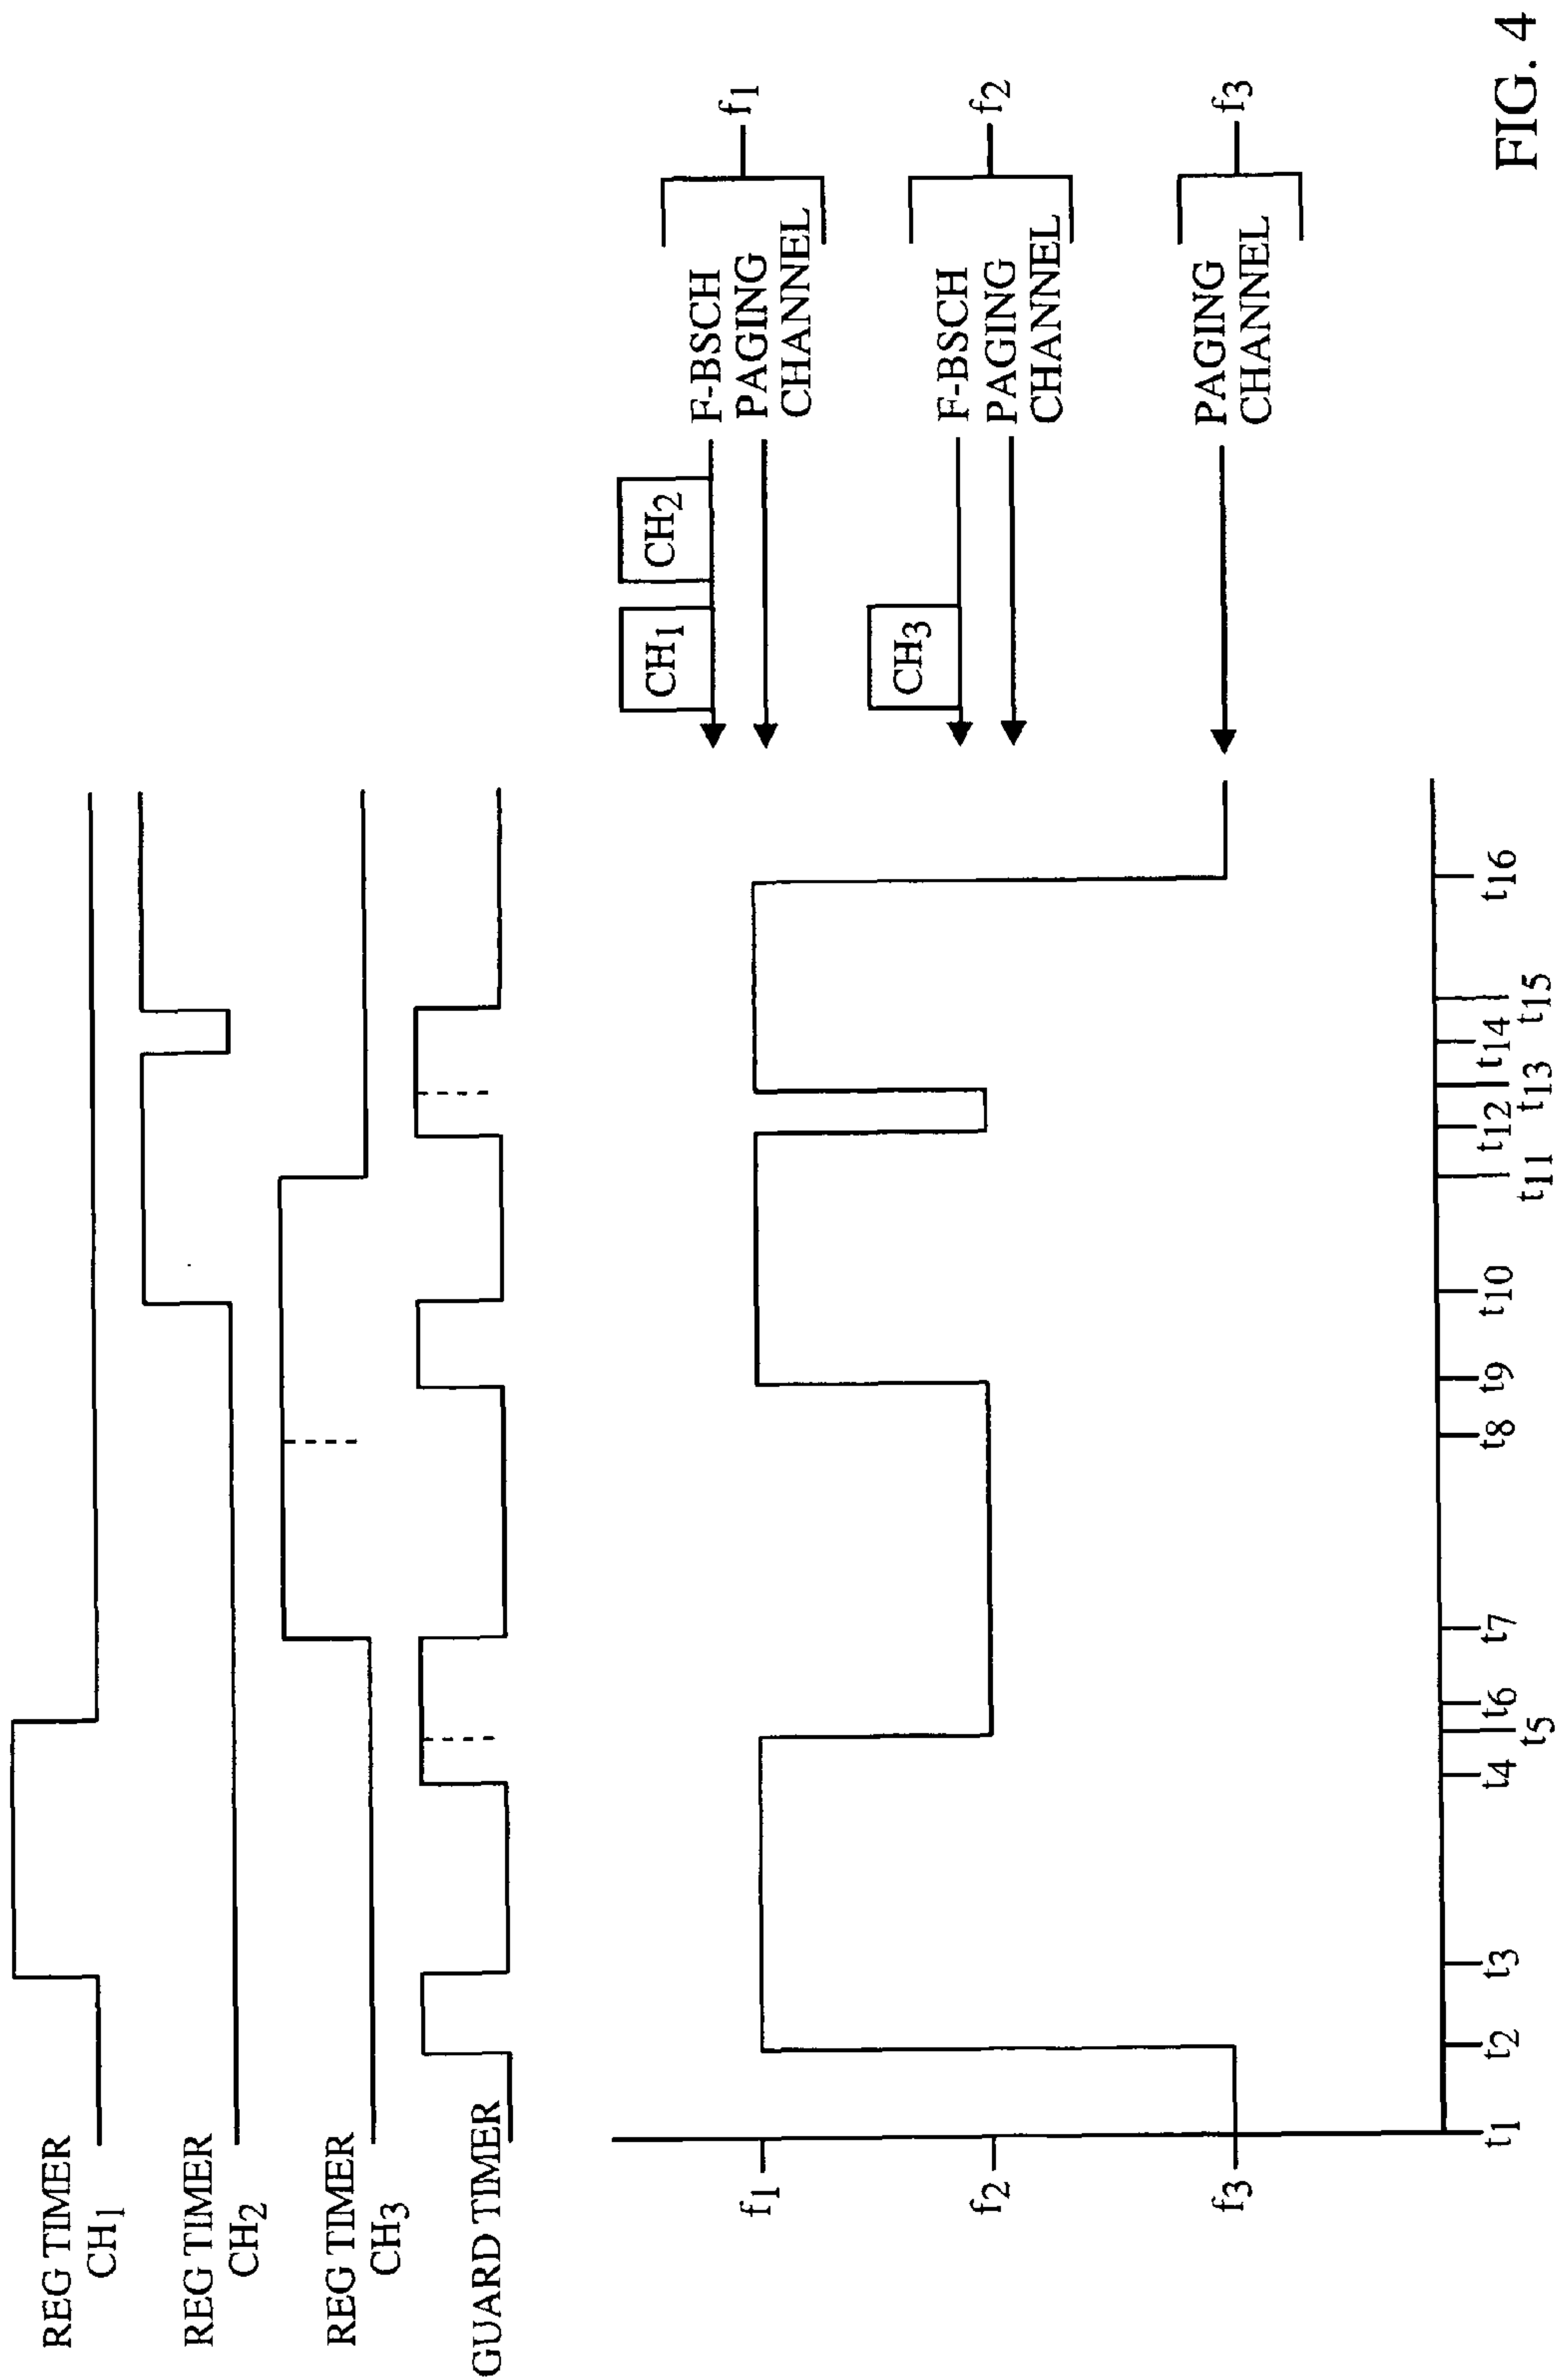 REG TIMER
CH1
REG TIMER
CH2
REG TIMER
CH3
GUARD TIMER
f1
f2
f3
t1
t2
t3
t4
t5
t6
t7
t8
t9
t10
t11
t12
t13
t14
t15
t16
CH1
CH2
F-BSCH
PAGING
CHANNEL
f1
CH3
F-BSCH
PAGING
CHANNEL
f2
PAGING
CHANNEL
f3
FIG. 4